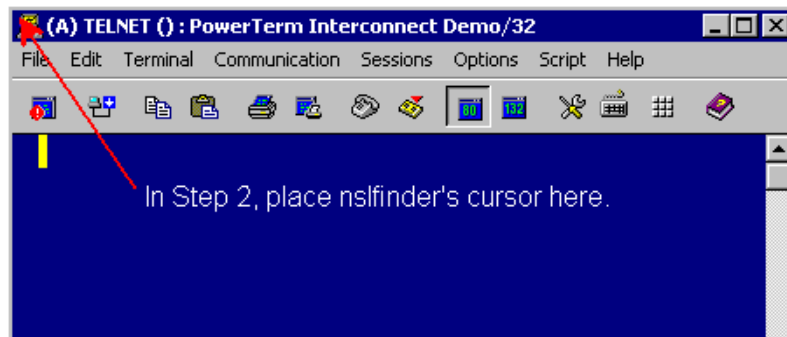 (A) TELNET () : PowerTerm Interconnect Demo/32
File Edit Terminal Communication Sessions Options Script Help
80 132
In Step 2, place nslfinder's cursor here.